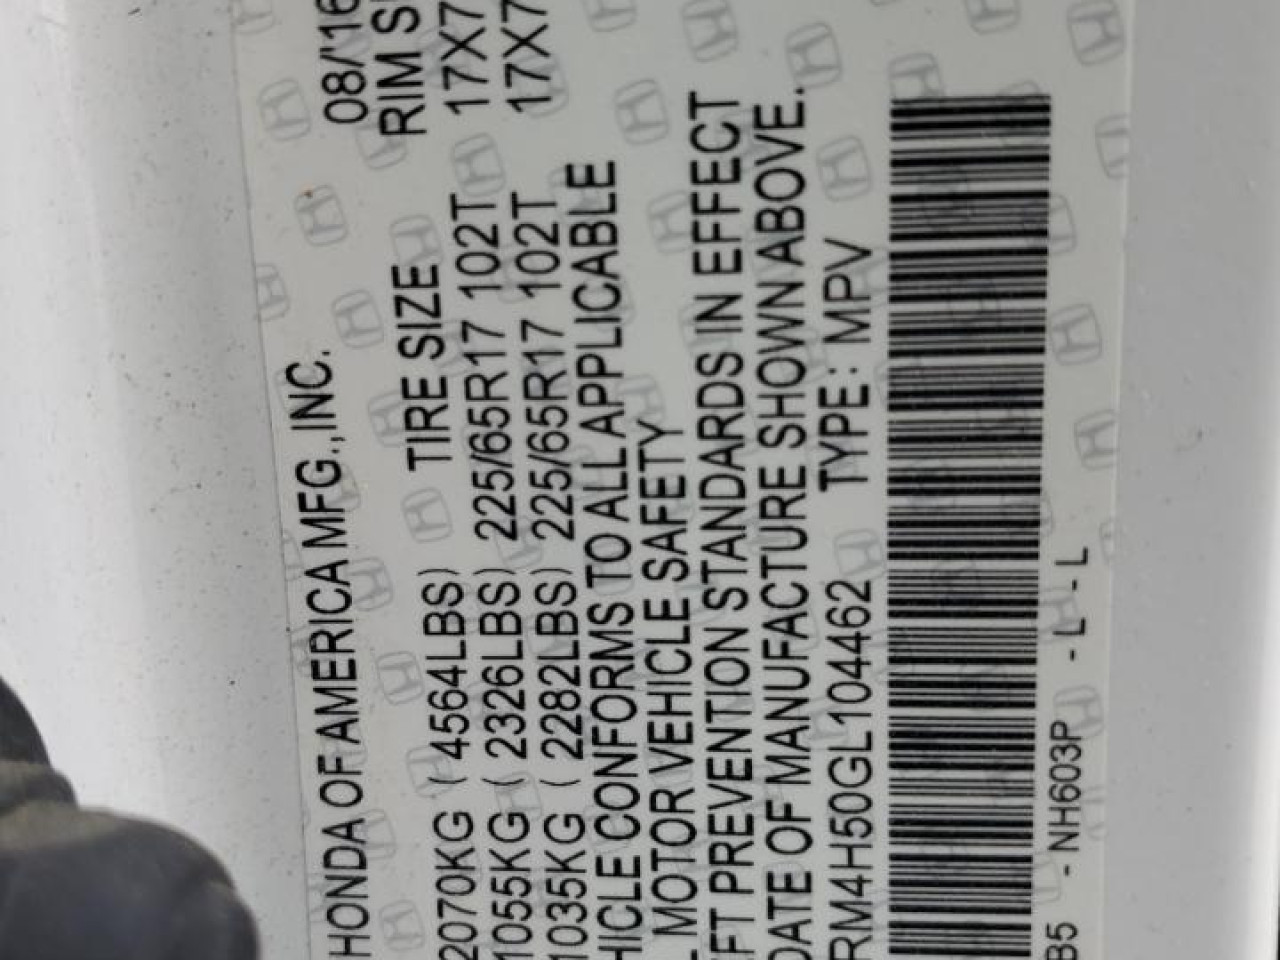 HONDA OF AMERICA MFG.,INC. 08/'16
RIM S
2070KG ( 4564LBS) TIRE SIZE
1055KG ( 2326LBS) 225/65R17 102T 17X7
1035KG ( 2282LBS) 225/65R17 102T 17X7
HICLE CONFORMS TO ALL APPLICABLE
L MOTOR VEHICLE SAFETY
EFT PREVENTION STANDARDS IN EFFECT
DATE OF MANUFACTURE SHOWN ABOVE.
RM4H50GL104462 TYPE: MPV
B5 -NH603P -L -L